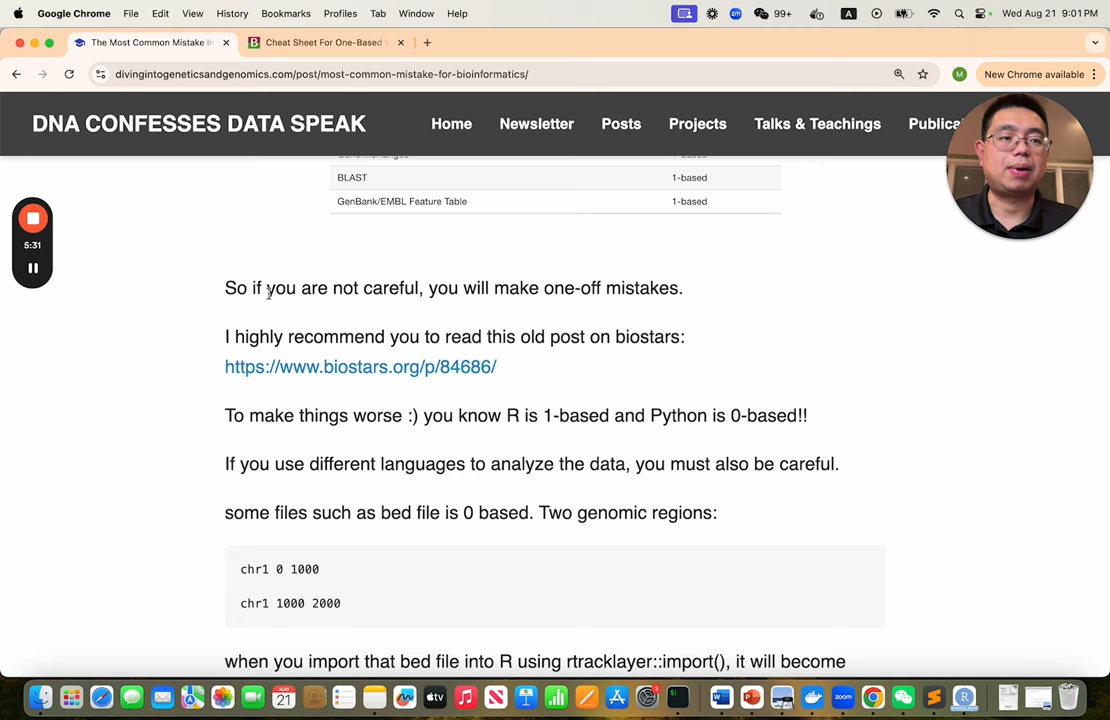 Google Chrome File Edit View History Bookmarks Profiles Tab Window Help 99+ A Wed Aug 21 9:01 PM
The Most Common Mistake In Cheat Sheet For One-Based
divingintogeneticsandgenomics.com/post/most-common-mistake-for-bioinformatics/ M New Chrome available
DNA CONFESSES DATA SPEAK Home Newsletter Posts Projects Talks & Teachings
BLAST 1-based
GenBank/EMBL Feature Table 1-based
5:31
So if you are not careful, you will make one-off mistakes.
I highly recommend you to read this old post on biostars:
https://www.biostars.org/p/84686/
To make things worse :) you know R is 1-based and Python is 0-based!!
If you use different languages to analyze the data, you must also be careful.
some files such as bed file is 0 based. Two genomic regions:
chr1 0 1000
chr1 1000 2000
when you import that bed file into R using rtracklayer::import(), it will become